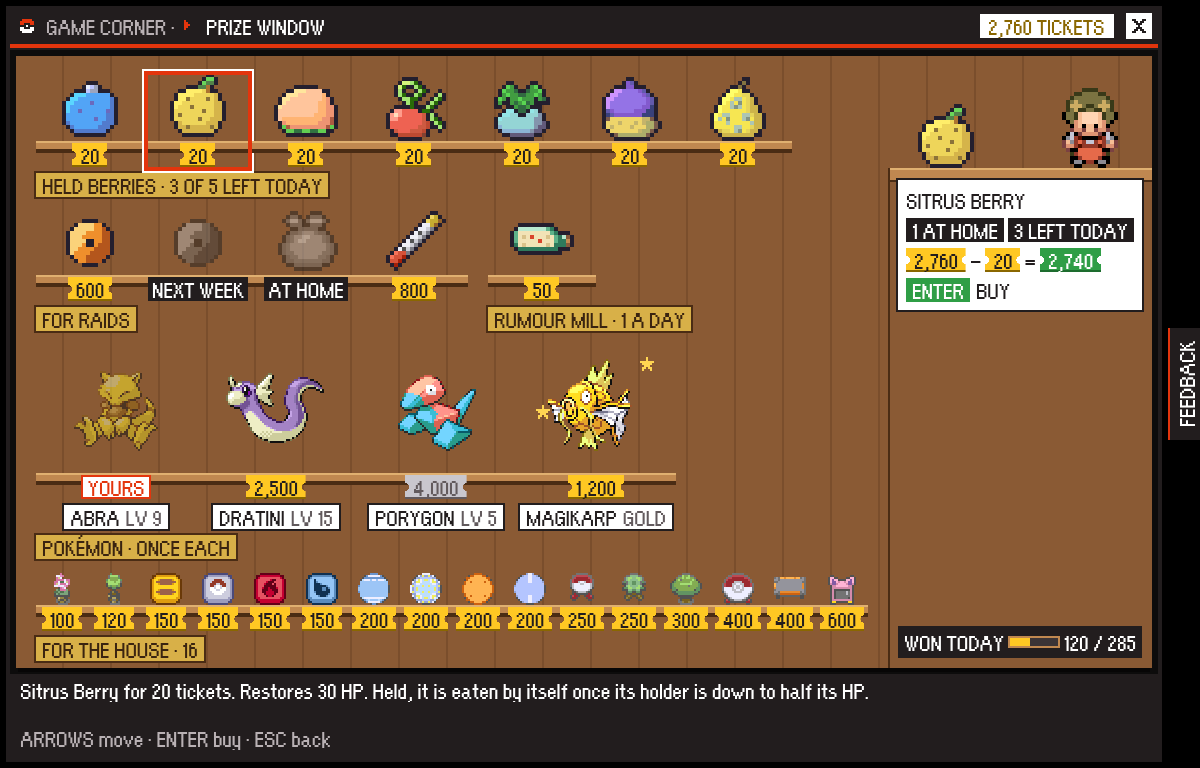 GAME CORNER · PRIZE WINDOW
2,760 TICKETS X
20 20 20 20 20 20 20
HELD BERRIES · 3 OF 5 LEFT TODAY
600 NEXT WEEK AT HOME 800 50
FOR RAIDS RUMOUR MILL · 1 A DAY
YOURS 2,500 4,000 1,200
ABRA LV 9 DRATINI LV 15 PORYGON LV 5 MAGIKARP GOLD
POKÉMON · ONCE EACH
100 120 150 150 150 150 200 200 200 200 250 250 300 400 400 600
FOR THE HOUSE · 16
SITRUS BERRY
1 AT HOME 3 LEFT TODAY
2,760 – 20 = 2,740
ENTER BUY
WON TODAY 120 / 285
FEEDBACK
Sitrus Berry for 20 tickets. Restores 30 HP. Held, it is eaten by itself once its holder is down to half its HP.
ARROWS move · ENTER buy · ESC back